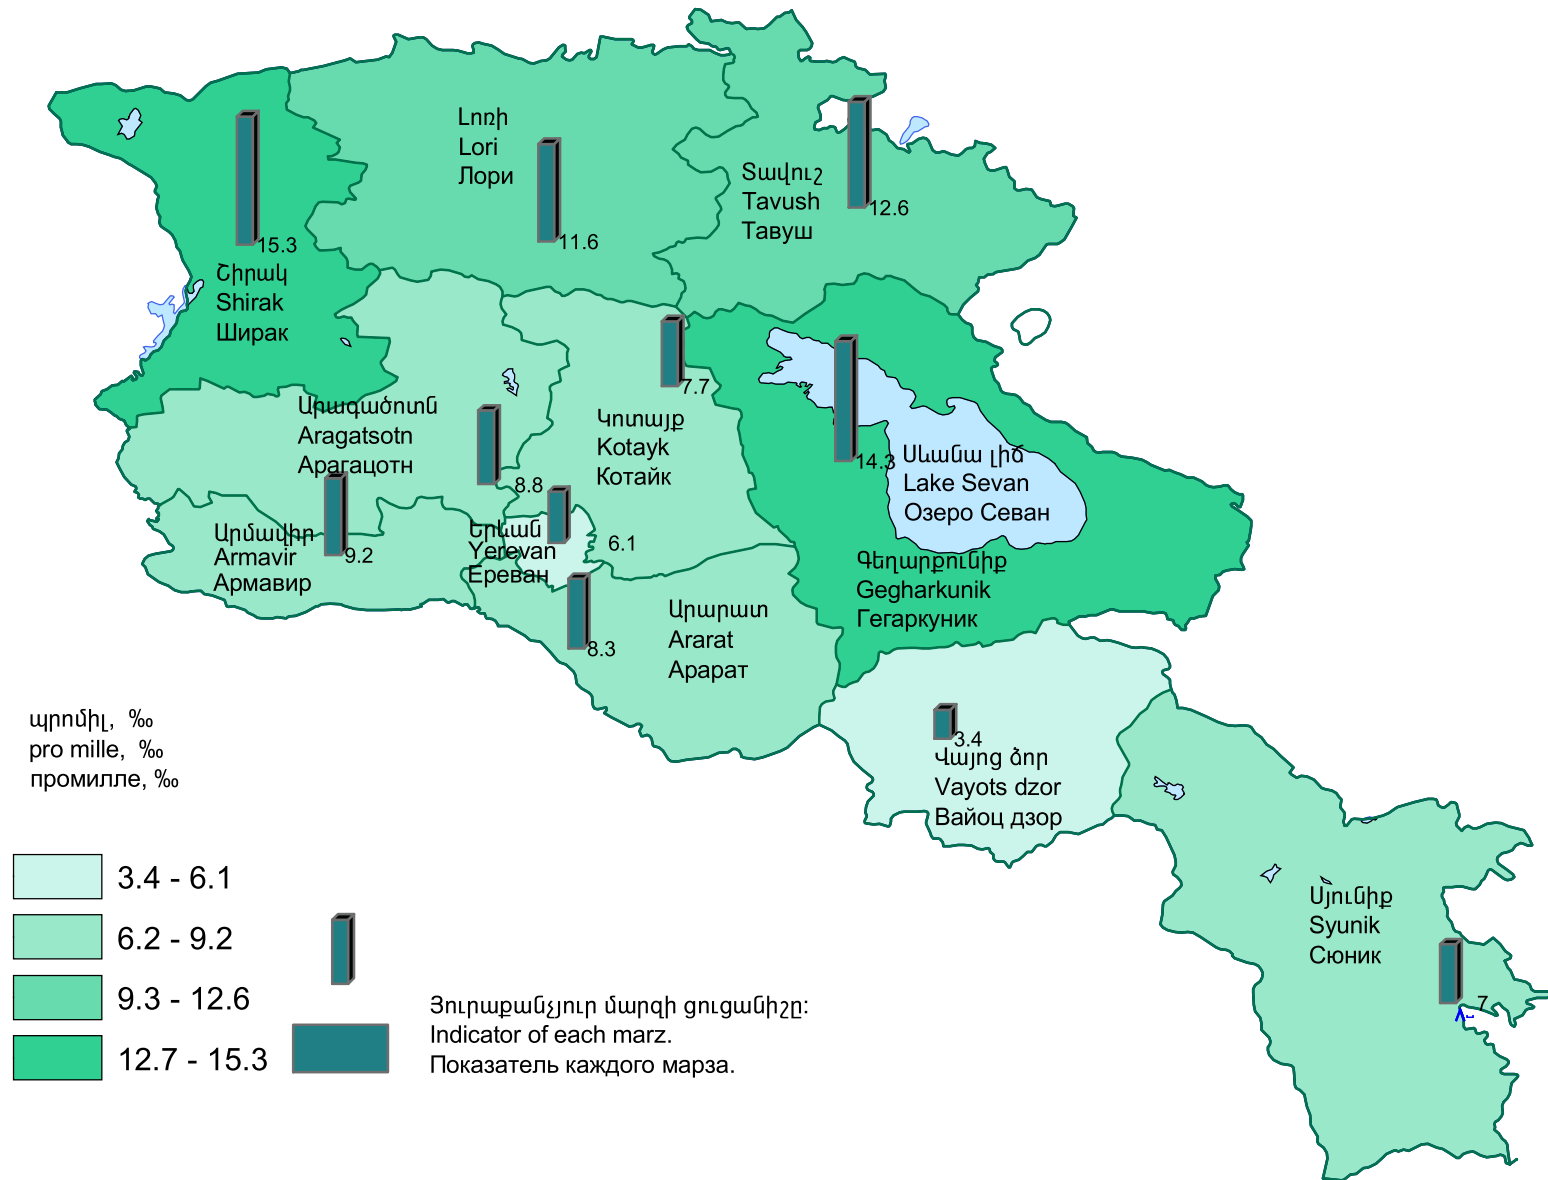 Լոռի
Lori
Лори
11.6
Տավուշ
Tavush
Тавуш
12.6
15.3
Շիրակ
Shirak
Ширак
7.7
Կոտայք
Kotayk
Котайк
Արագածոտն
Aragatsotn
Арагацотн
8.8
14.3
Սևանա լիճ
Lake Sevan
Озеро Севан
Արմավիր
Armavir
Армавир
9.2
Երևան
Yerevan
Ереван
6.1
Գեղարքունիք
Gegharkunik
Гегаркуник
8.3
Արարատ
Ararat
Арарат
3.4
Վայոց ձոր
Vayots dzor
Вайоц дзор
Սյունիք
Syunik
Сюник
7
պրոմիլ, ‰
pro mille, ‰
промилле, ‰
3.4 - 6.1
6.2 - 9.2
9.3 - 12.6
12.7 - 15.3
Յուրաքանչյուր մարզի ցուցանիշը:
Indicator of each marz.
Показатель каждого марза.